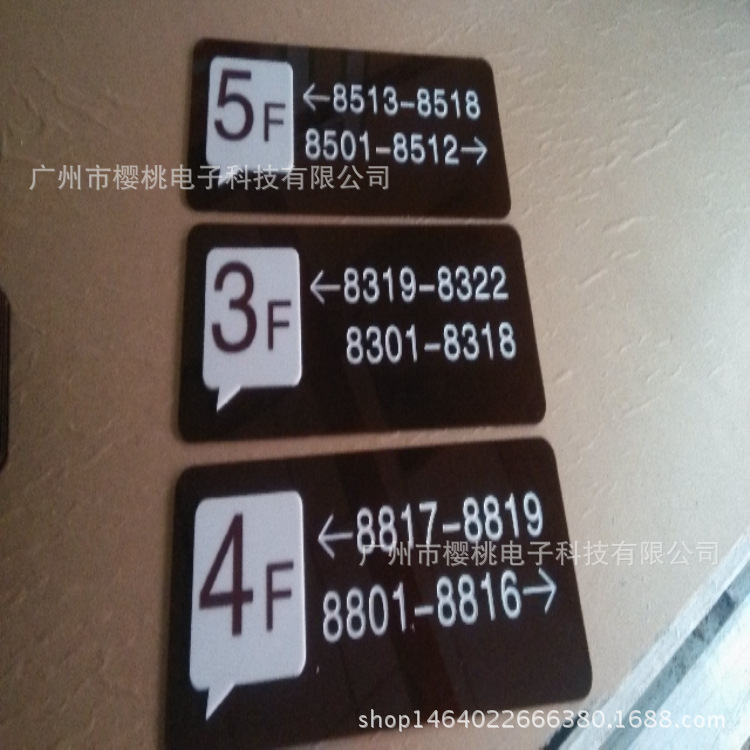 5F
←8513-8518
8501-8512→
广州市樱桃电子科技有限公司
3F
←8319-8322
8301-8318
4F
←8817-8819
广州市樱桃电子科技有限公司
8801-8816→
shop1464022666380.1688.com